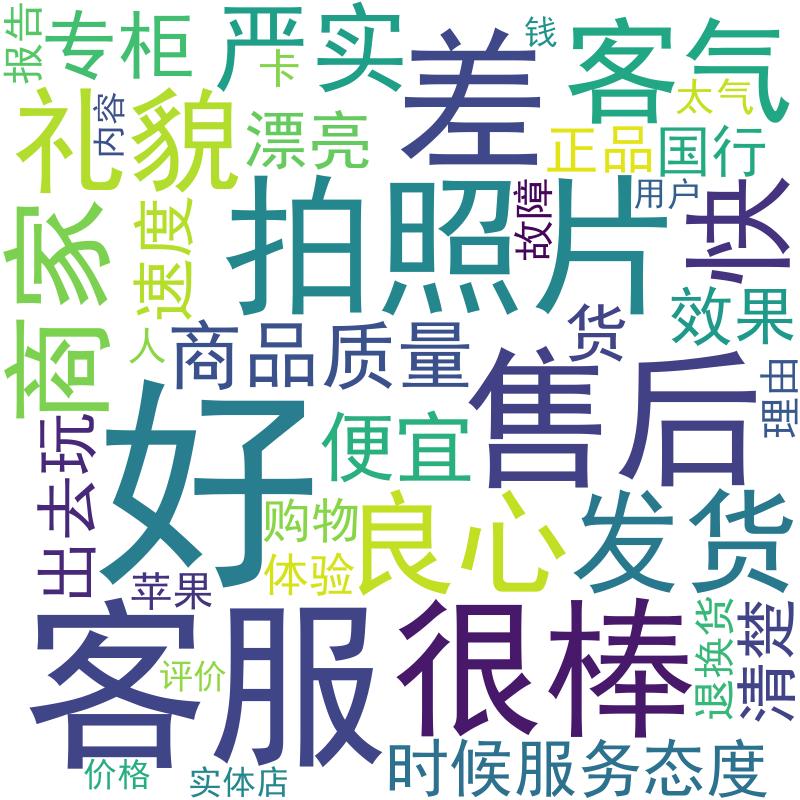 报告
专柜
严实
卡
差
钱
客气
太气
礼貌
内容
漂亮
正品
国行
商家
速度
拍照片
故障
用户
快
人
商品质量
货
效果
理由
好
便宜
售后
出去玩
购物
良心
发货
苹果
体验
客服
很棒
评价
退换货
清楚
价格
实体店
时候服务态度